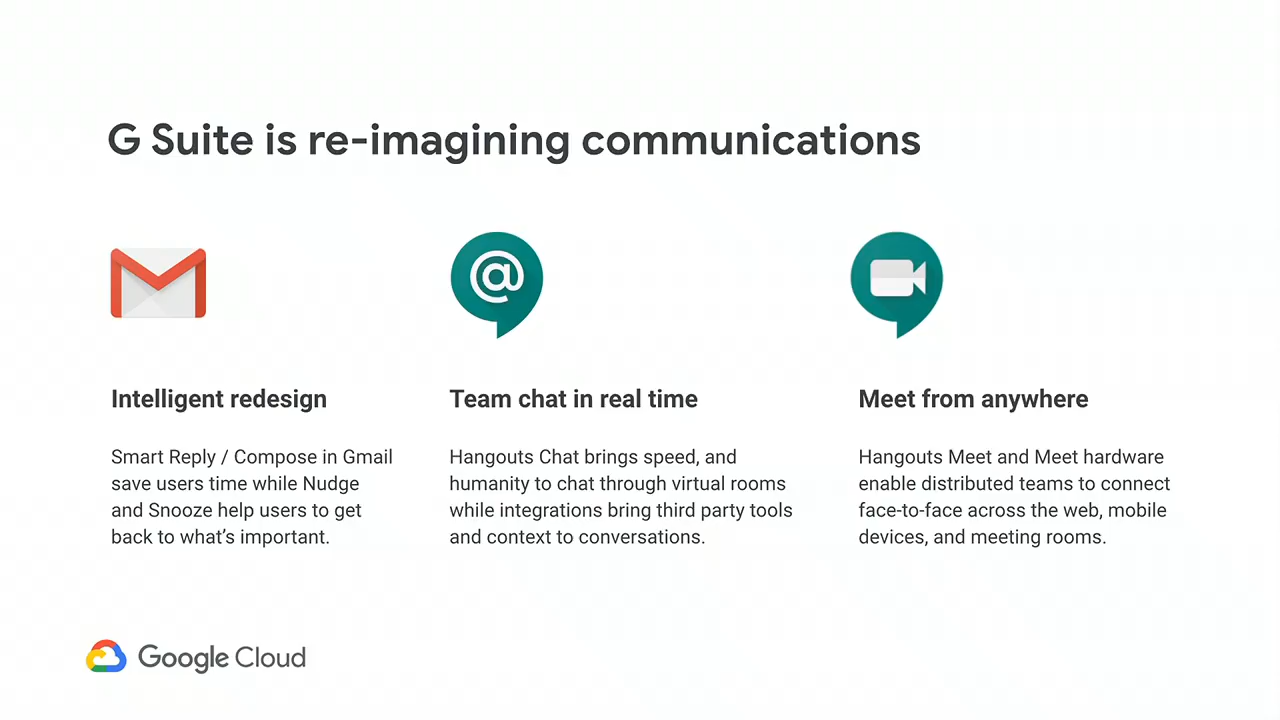 G Suite is re-imagining communications
@
Intelligent redesign
Smart Reply / Compose in Gmail
save users time while Nudge
and Snooze help users to get
back to what’s important.
Team chat in real time
Hangouts Chat brings speed, and
humanity to chat through virtual rooms
while integrations bring third party tools
and context to conversations.
Meet from anywhere
Hangouts Meet and Meet hardware
enable distributed teams to connect
face-to-face across the web, mobile
devices, and meeting rooms.
Google Cloud